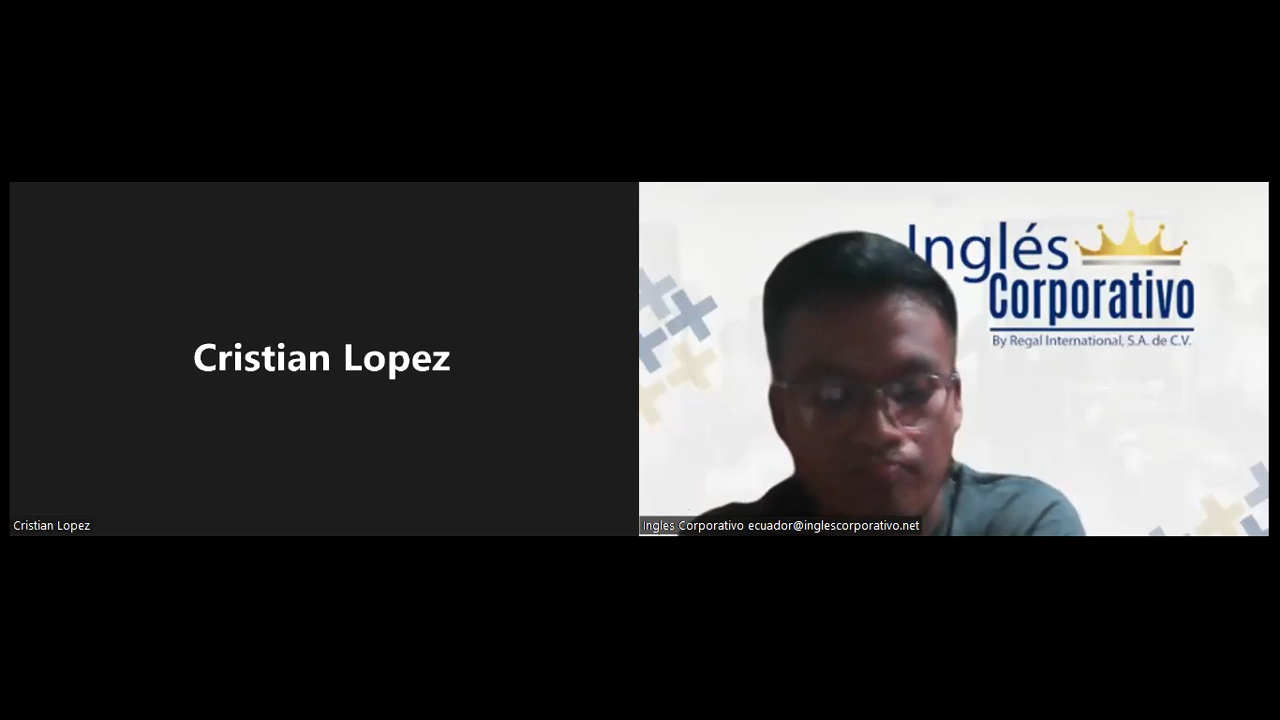 Cristian Lopez
Cristian Lopez
Inglés
Corporativo
By Regal International, S.A. de C.V.
Ingles Corporativo ecuador@inglescorporativo.net